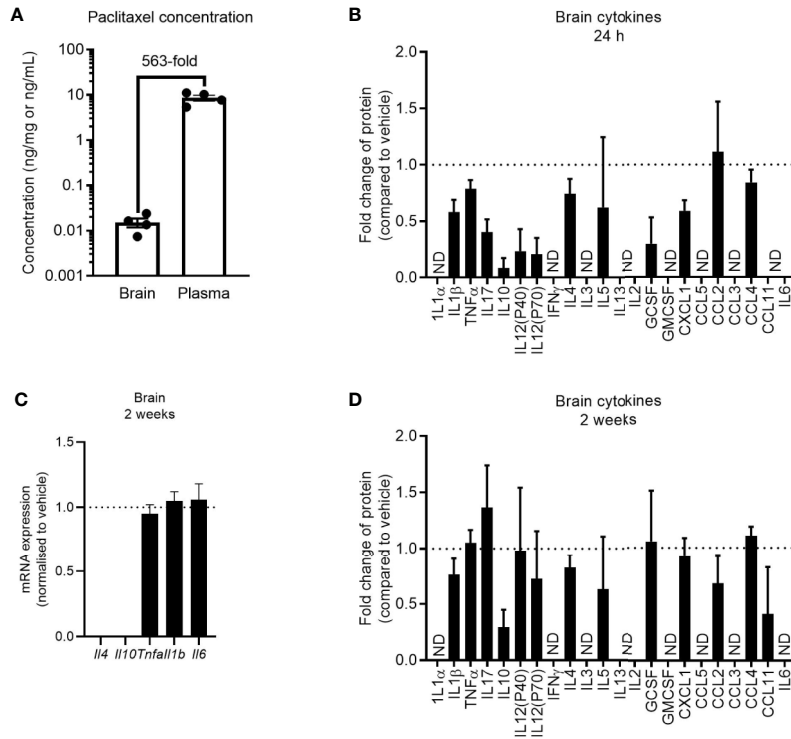 A
Paclitaxel concentration
563-fold
Concentration (ng/mg or ng/mL)
100
10
1
0.1
0.01
0.001
Brain Plasma
B
Brain cytokines
24 h
Fold change of protein
(compared to vehicle)
2.0
1.5
1.0
0.5
0.0
ND ND ND ND ND ND ND ND
1L1α IL1β TNFα IL17 IL10 IL12(P40) IL12(P70) IFNγ IL4 IL3 IL5 IL13 IL2 GCSF GMCSF CXCL1 CCL5 CCL2 CCL3 CCL4 CCL11 IL6
C
Brain
2 weeks
mRNA expression
(normalised to vehicle)
1.5
1.0
0.5
0.0
Il4 Il10 Tnfa Il1b Il6
D
Brain cytokines
2 weeks
Fold change of protein
(compared to vehicle)
2.0
1.5
1.0
0.5
0.0
ND ND ND ND ND ND ND ND
1L1α IL1β TNFα IL17 IL10 IL12(P40) IL12(P70) IFNγ IL4 IL3 IL5 IL13 IL2 GCSF GMCSF CXCL1 CCL5 CCL2 CCL3 CCL4 CCL11 IL6